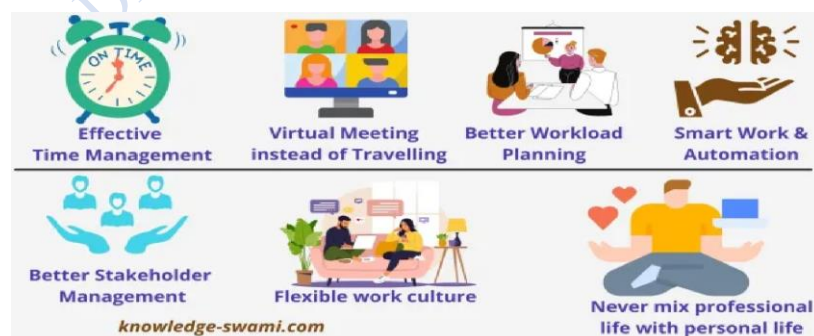 ON TIME
Effective
Time Management
Virtual Meeting
instead of Travelling
Better Workload
Planning
Smart Work &
Automation
Better Stakeholder
Management
Flexible work culture
Never mix professional
life with personal life
knowledge-swami.com